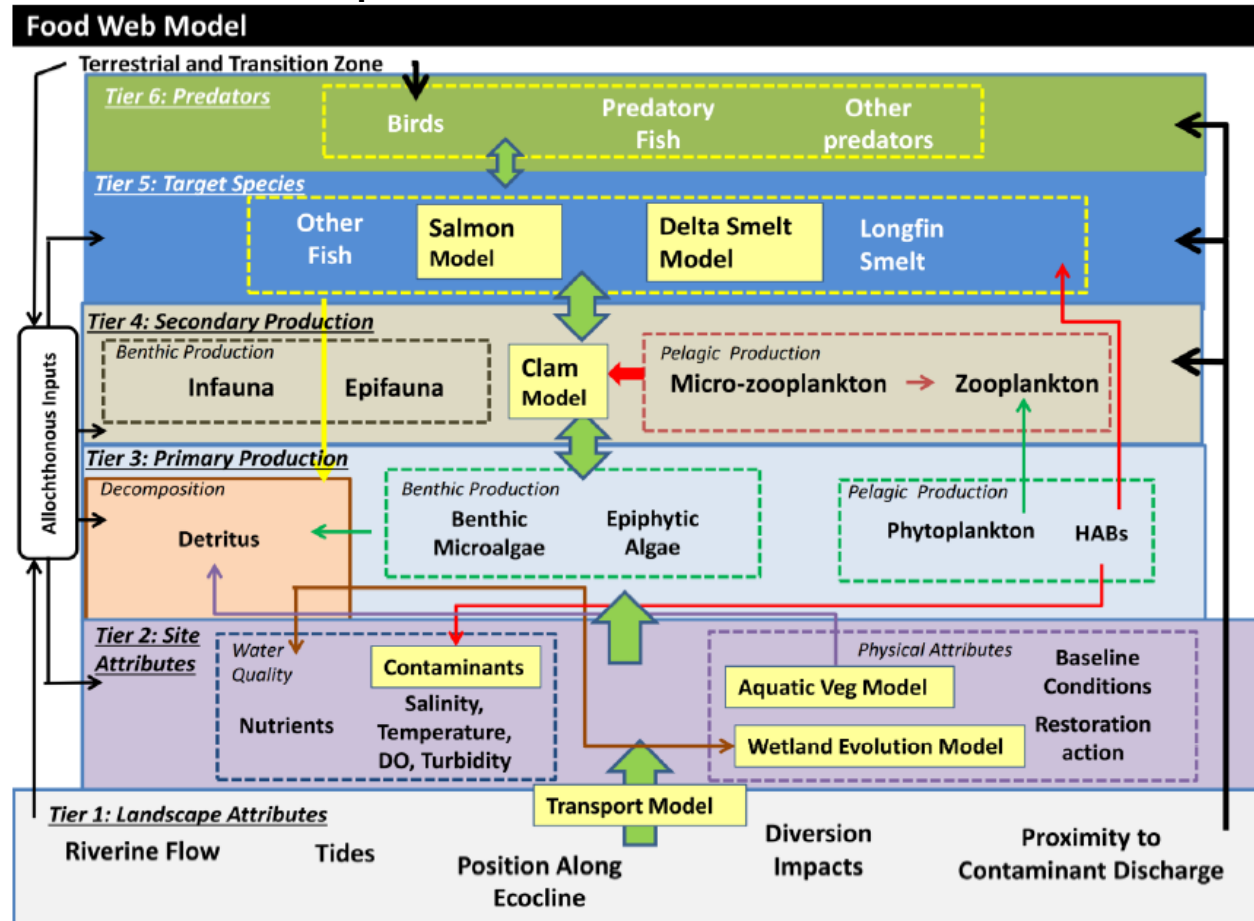 Food Web Model
Terrestrial and Transition Zone
Tier 6: Predators
Birds
Predatory
Fish
Other
predators
Tier 5: Target Species
Other
Fish
Salmon
Model
Delta Smelt
Model
Longfin
Smelt
Allochthonous Inputs
Tier 4: Secondary Production
Benthic Production
Infauna
Epifauna
Clam
Model
Pelagic Production
Micro-zooplankton
Zooplankton
Tier 3: Primary Production
Decomposition
Detritus
Benthic Production
Benthic
Microalgae
Epiphytic
Algae
Pelagic Production
Phytoplankton
HABs
Tier 2: Site
Attributes
Water
Quality
Contaminants
Nutrients
Salinity,
Temperature,
DO, Turbidity
Physical Attributes
Aquatic Veg Model
Baseline
Conditions
Wetland Evolution Model
Restoration
action
Transport Model
Tier 1: Landscape Attributes
Riverine Flow
Tides
Position Along
Ecocline
Diversion
Impacts
Proximity to
Contaminant Discharge